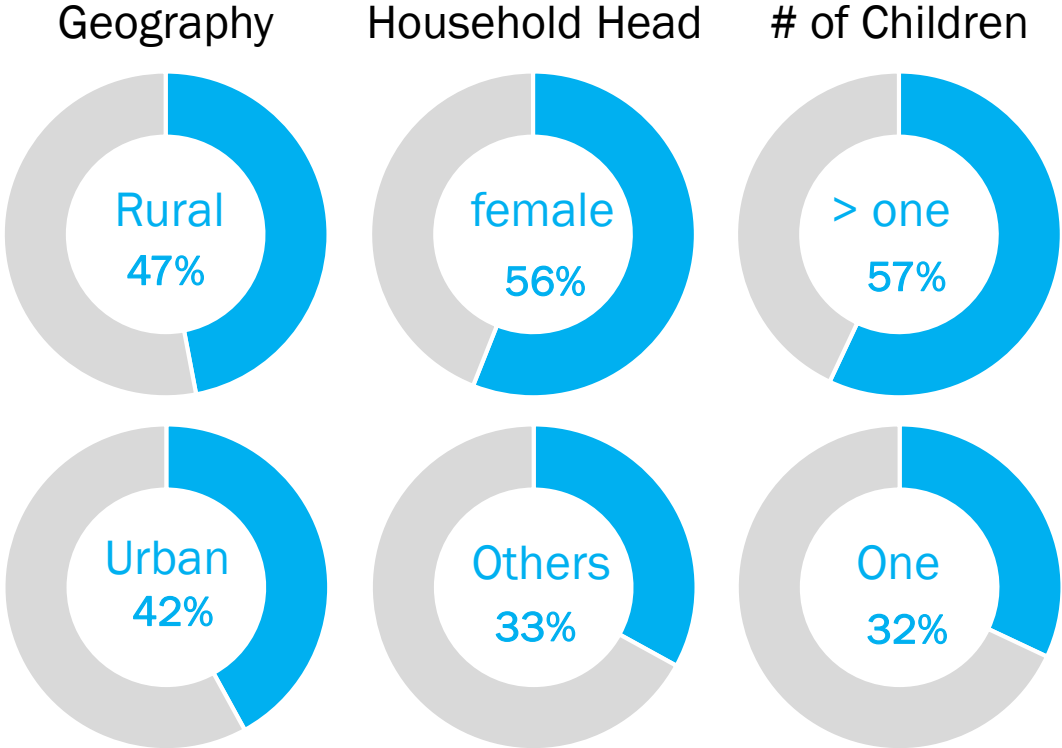 Geography
Household Head
# of Children
Rural
47%
female
56%
> one
57%
Urban
42%
Others
33%
One
32%